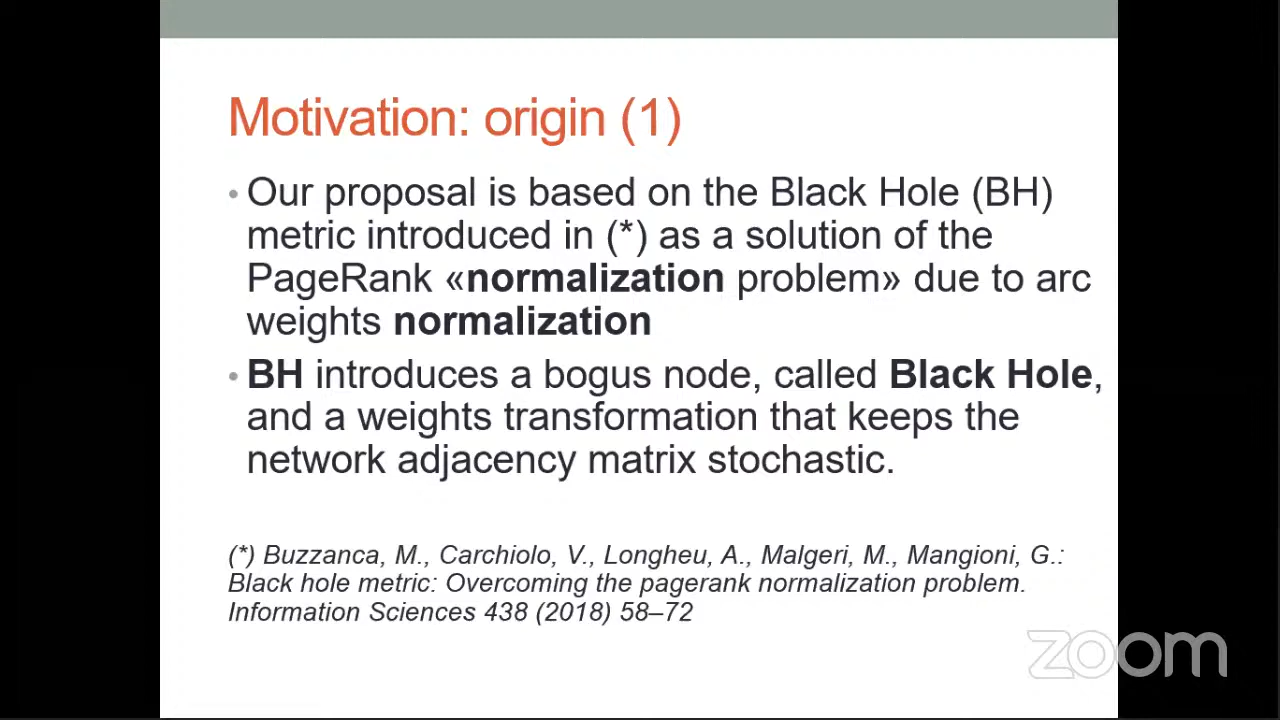 Motivation: origin (1)
• Our proposal is based on the Black Hole (BH)
metric introduced in (*) as a solution of the
PageRank «normalization problem» due to arc
weights normalization
• BH introduces a bogus node, called Black Hole,
and a weights transformation that keeps the
network adjacency matrix stochastic.
(*) Buzzanca, M., Carchiolo, V., Longheu, A., Malgeri, M., Mangioni, G.:
Black hole metric: Overcoming the pagerank normalization problem.
Information Sciences 438 (2018) 58–72
zoom